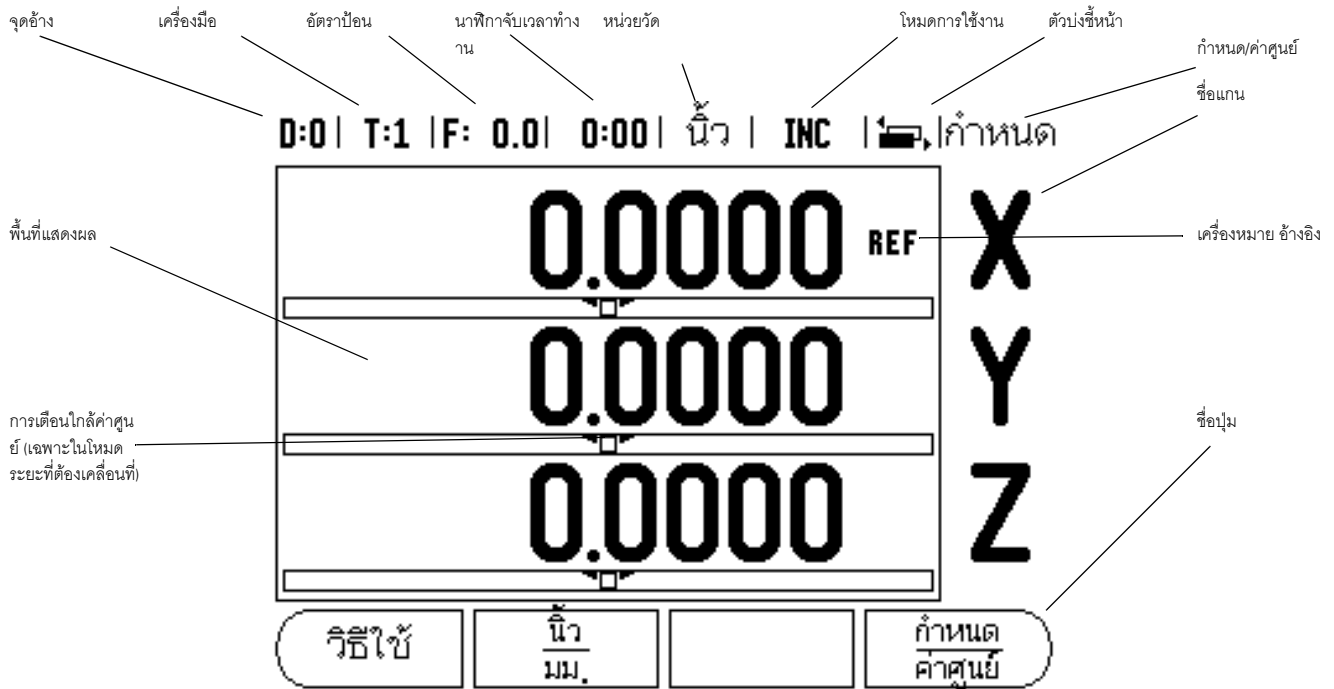 จุดอ้าง
เครื่องมือ
อัตราป้อน
นาฬิกาจับเวลาทำง
าน
หน่วยวัด
โหมดการใช้งาน
ตัวบ่งชี้หน้า
กำหนด/ค่าศูนย์
ชื่อแกน
D:0 | T:1 | F: 0.0 | 0:00 | นิ้ว | INC | | กำหนด
พื้นที่แสดงผล
0.0000 REF X
เครื่องหมาย อ้างอิง
0.0000 Y
การเตือนใกล้ค่าศูน
ย์ (เฉพาะในโหมด
ระยะที่ต้องเคลื่อนที่)
ชื่อปุ่ม
0.0000 Z
วิธีใช้
นิ้ว
มม.
กำหนด
ค่าศูนย์